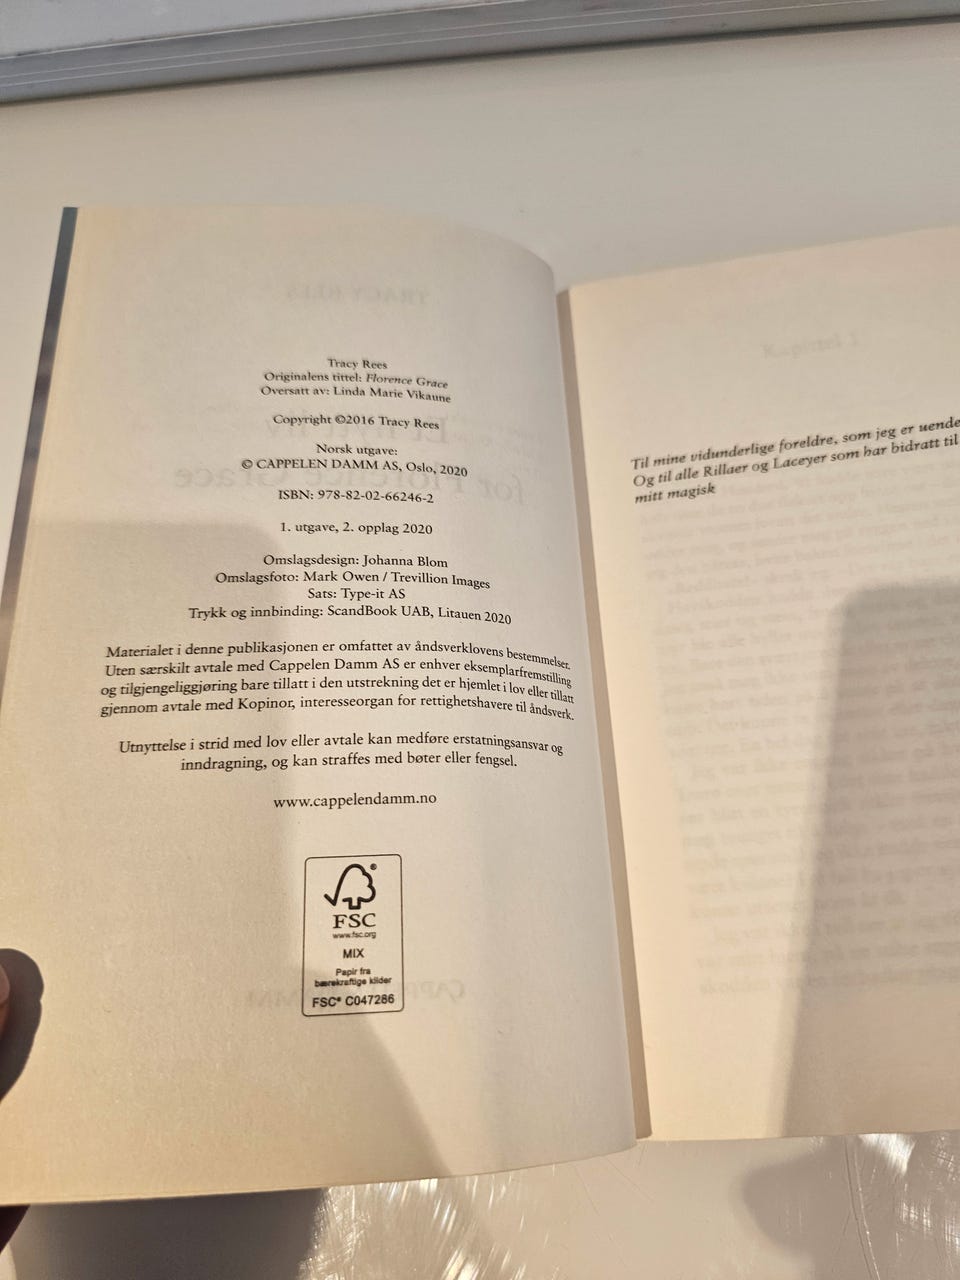 Tracy Rees
Originalens tittel: Florence Grace
Oversatt av: Linda Marie Vikaune
Copyright ©2016 Tracy Rees
Norsk utgave:
© CAPPELEN DAMM AS, Oslo, 2020
ISBN: 978-82-02-66246-2
1. utgave, 2. opplag 2020
Omslagsdesign: Johanna Blom
Omslagsfoto: Mark Owen / Trevillion Images
Sats: Type-it AS
Trykk og innbinding: ScandBook UAB, Litauen 2020
Materialet i denne publikasjonen er omfattet av åndsverklovens bestemmelser.
Uten særskilt avtale med Cappelen Damm AS er enhver eksemplarfremstilling
og tilgjengeliggjøring bare tillatt i den utstrekning det er hjemlet i lov eller tillatt
gjennom avtale med Kopinor, interesseorgan for rettighetshavere til åndsverk.
Utnyttelse i strid med lov eller avtale kan medføre erstatningsansvar og
inndragning, og kan straffes med bøter eller fengsel.
www.cappelendamm.no
FSC
www.fsc.org
MIX
Papir fra
bærekraftige kilder
FSC® C047286
Til mine vidunderlige foreldre, som jeg er uende
Og til alle Rillaer og Laceyer som har bidratt til
mitt magisk